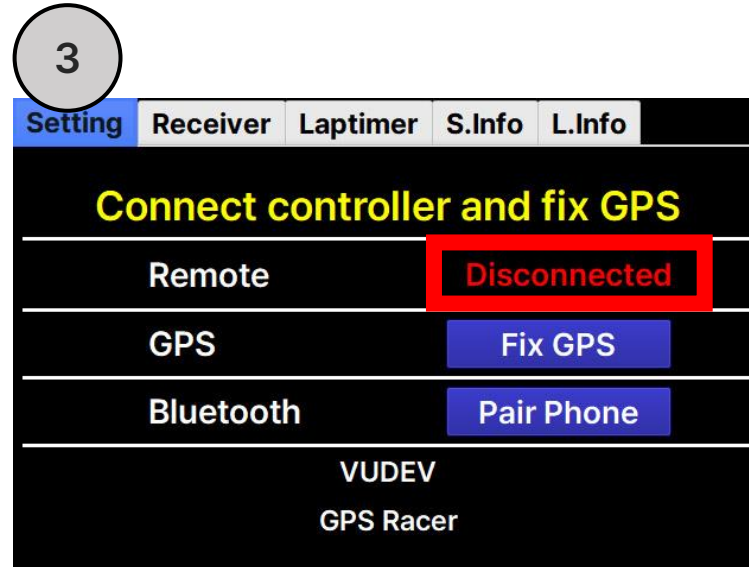 3
Setting Receiver Laptimer S.Info L.Info
Connect controller and fix GPS
Remote Disconnected
GPS Fix GPS
Bluetooth Pair Phone
VUDEV
GPS Racer